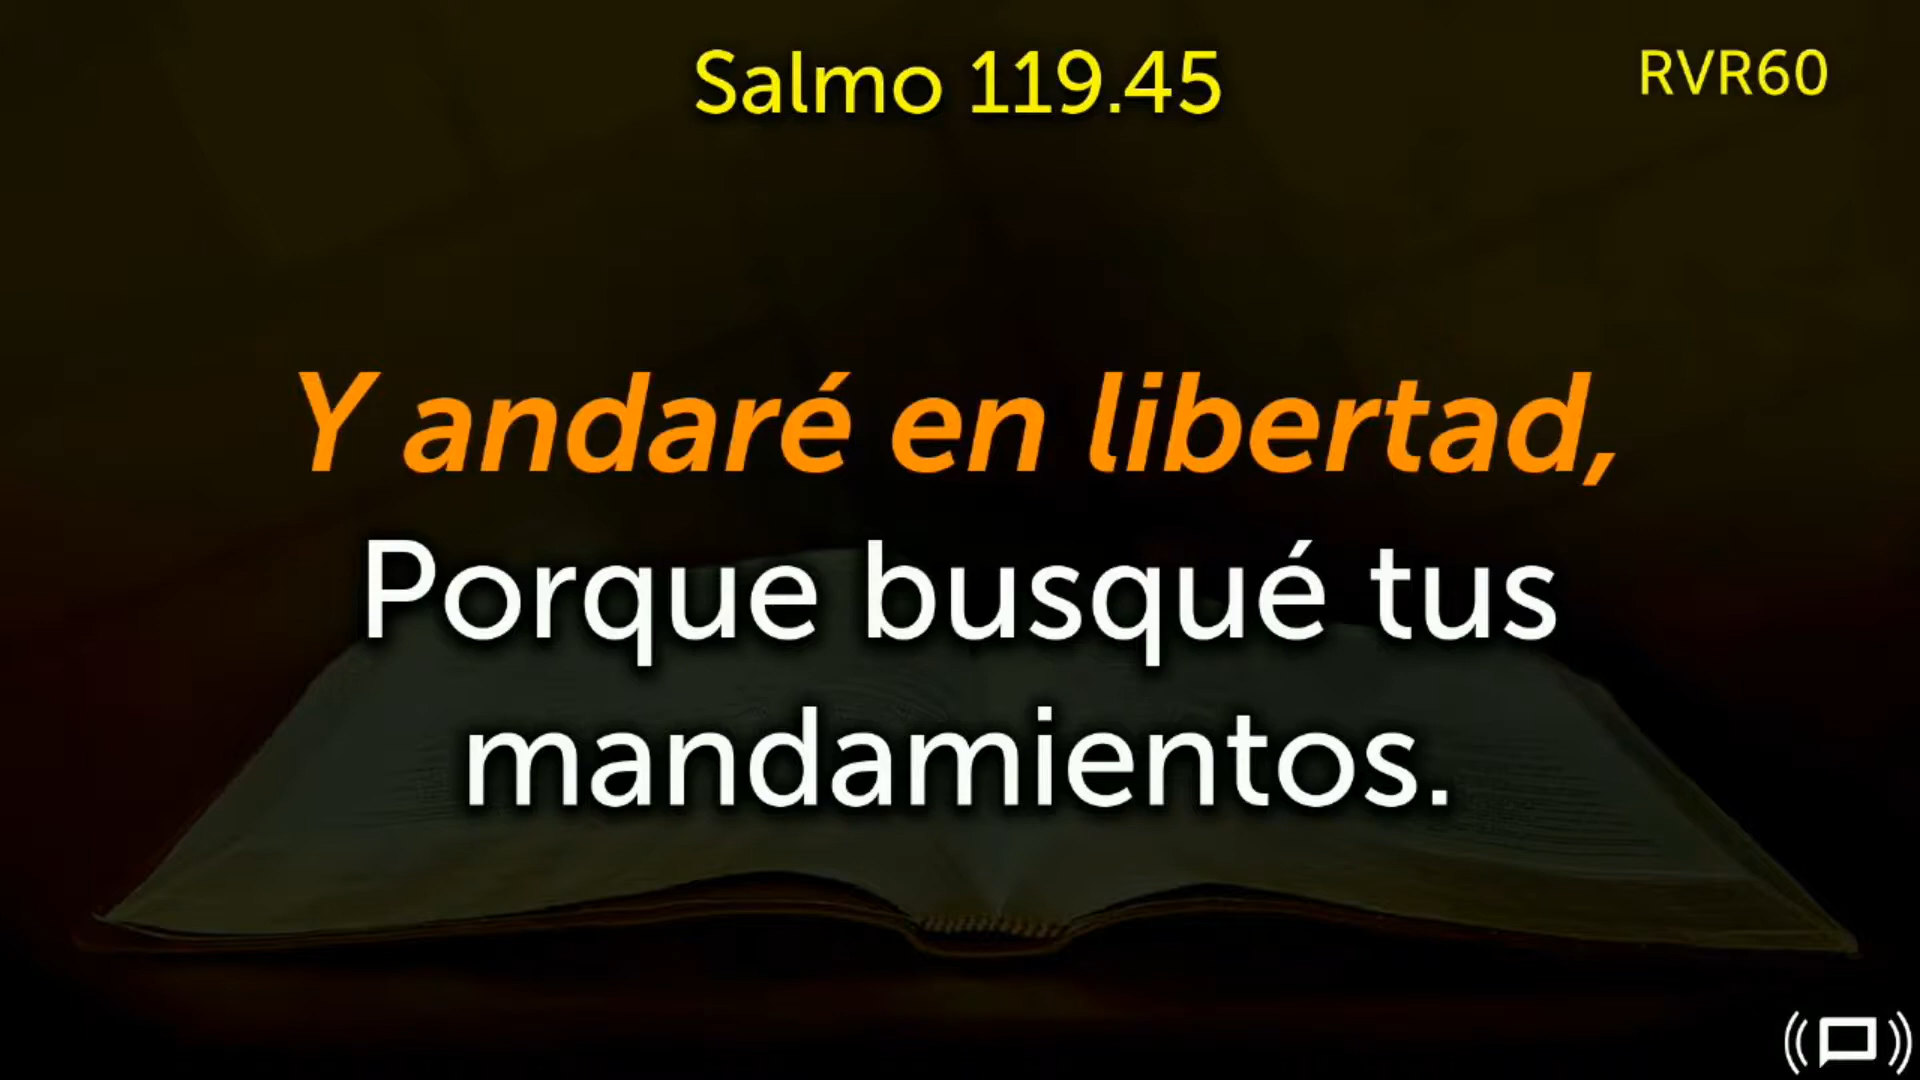 Salmo 119.45
RVR60
Y andaré en libertad,
Porque busqué tus
mandamientos.